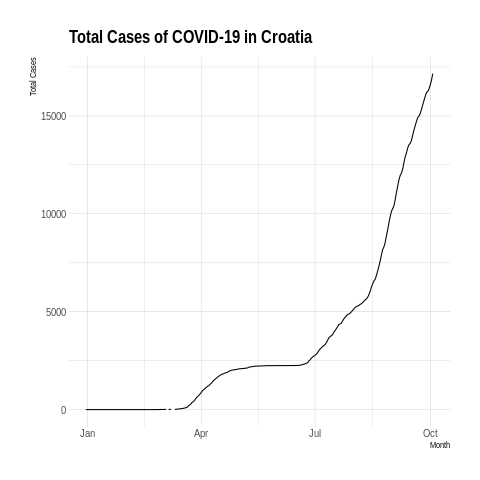 Total Cases of COVID-19 in Croatia
Total Cases
15000
10000
5000
0
Jan Apr Jul Oct
Month